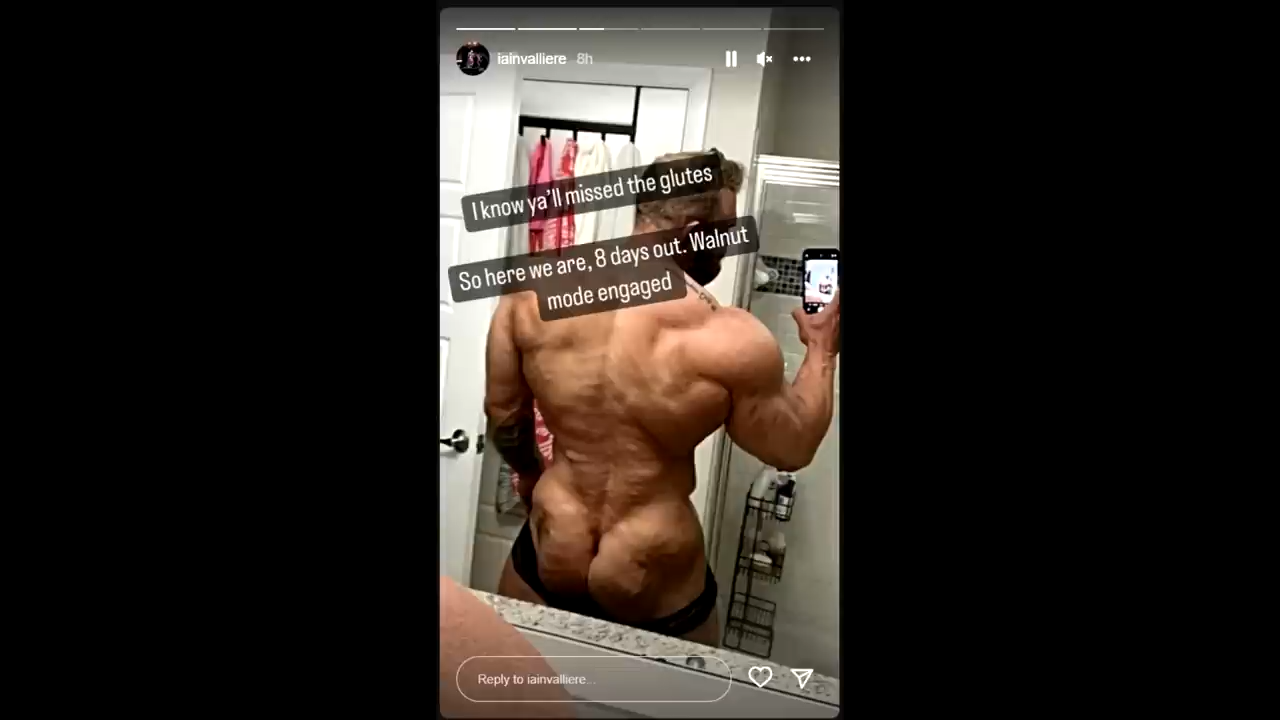 iainvalliere 8h
I know ya'll missed the glutes
So here we are, 8 days out. Walnut
mode engaged
Reply to iainvalliere...